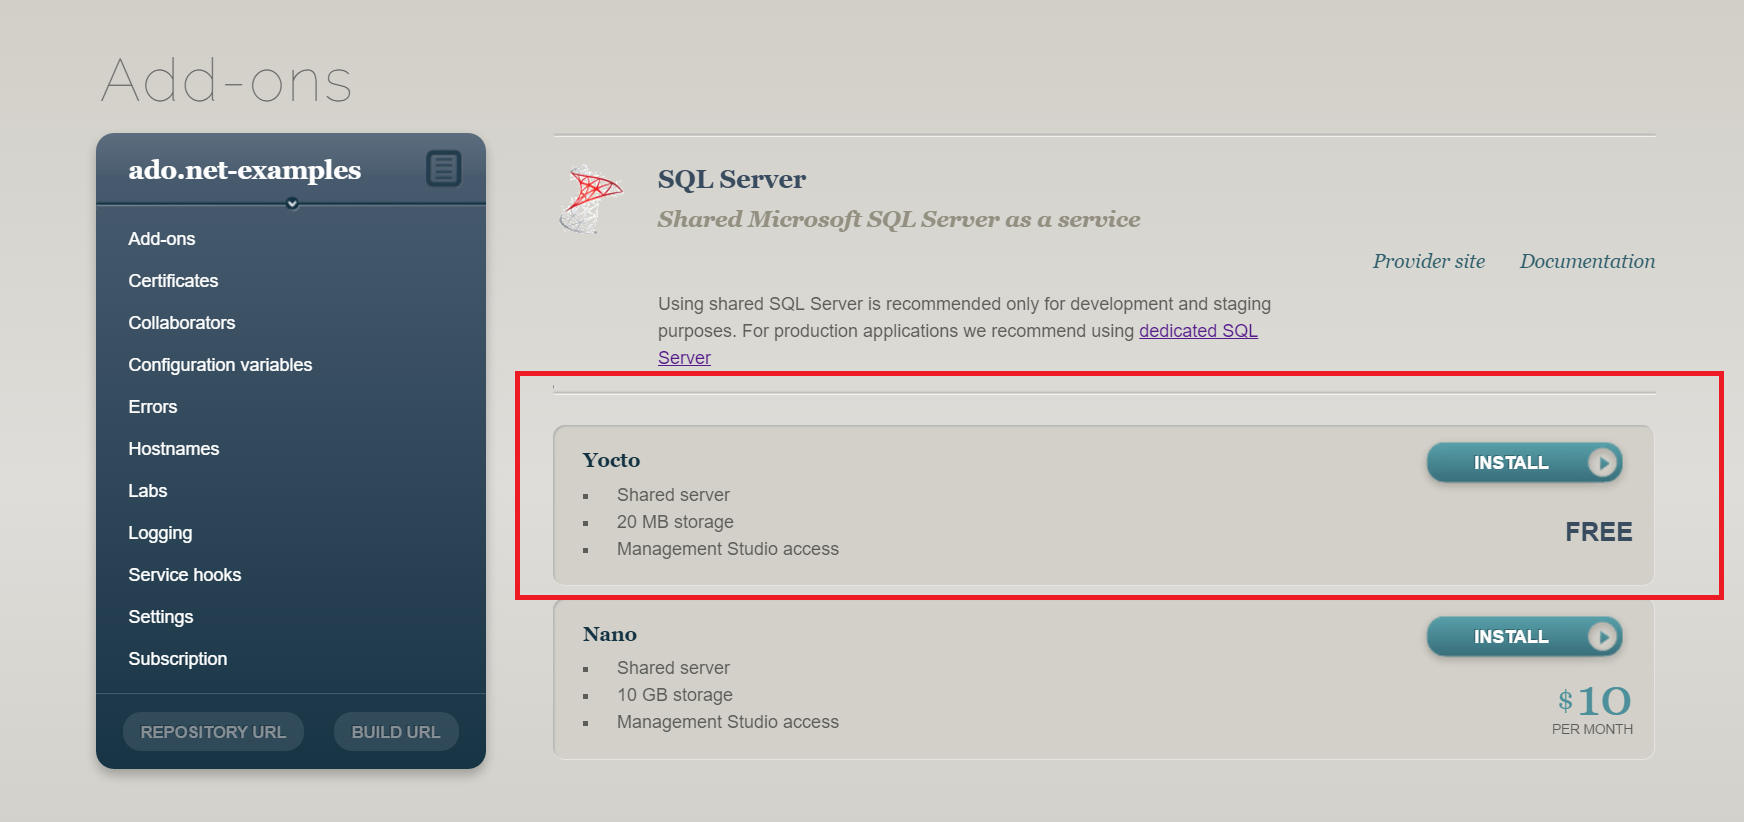 Add-ons
ado.net-examples
Add-ons
Certificates
Collaborators
Configuration variables
Errors
Hostnames
Labs
Logging
Service hooks
Settings
Subscription
REPOSITORY URL
BUILD URL
SQL Server
Shared Microsoft SQL Server as a service
Provider site
Documentation
Using shared SQL Server is recommended only for development and staging
purposes. For production applications we recommend using dedicated SQL
Server
Yocto
INSTALL
Shared server
20 MB storage
Management Studio access
FREE
Nano
INSTALL
Shared server
10 GB storage
Management Studio access
$10
PER MONTH